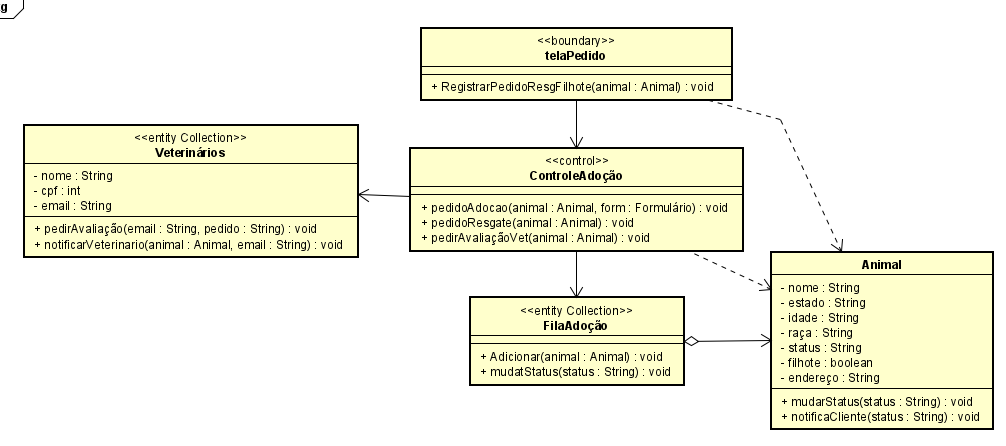 g
<<boundary>>
telaPedido
+ RegistrarPedidoResgFilhote(animal : Animal) : void
<<entity Collection>>
Veterinários
- nome : String
- cpf : int
- email : String
+ pedirAvaliação(email : String, pedido : String) : void
+ notificarVeterinario(animal : Animal, email : String) : void
<<control>>
ControleAdoção
+ pedidoAdocao(animal : Animal, form : Formulário) : void
+ pedidoResgate(animal : Animal) : void
+ pedirAvaliaçãoVet(animal : Animal) : void
<<entity Collection>>
FilaAdoção
+ Adicionar(animal : Animal) : void
+ mudatStatus(status : String) : void
Animal
- nome : String
- estado : String
- idade : String
- raça : String
- status : String
- filhote : boolean
- endereço : String
+ mudarStatus(status : String) : void
+ notificaCliente(status : String) : void